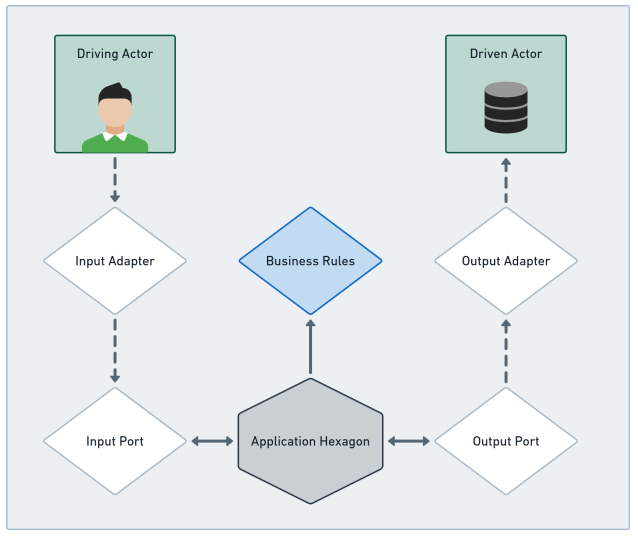 Driving Actor
Driven Actor
Input Adapter
Business Rules
Output Adapter
Input Port
Application Hexagon
Output Port